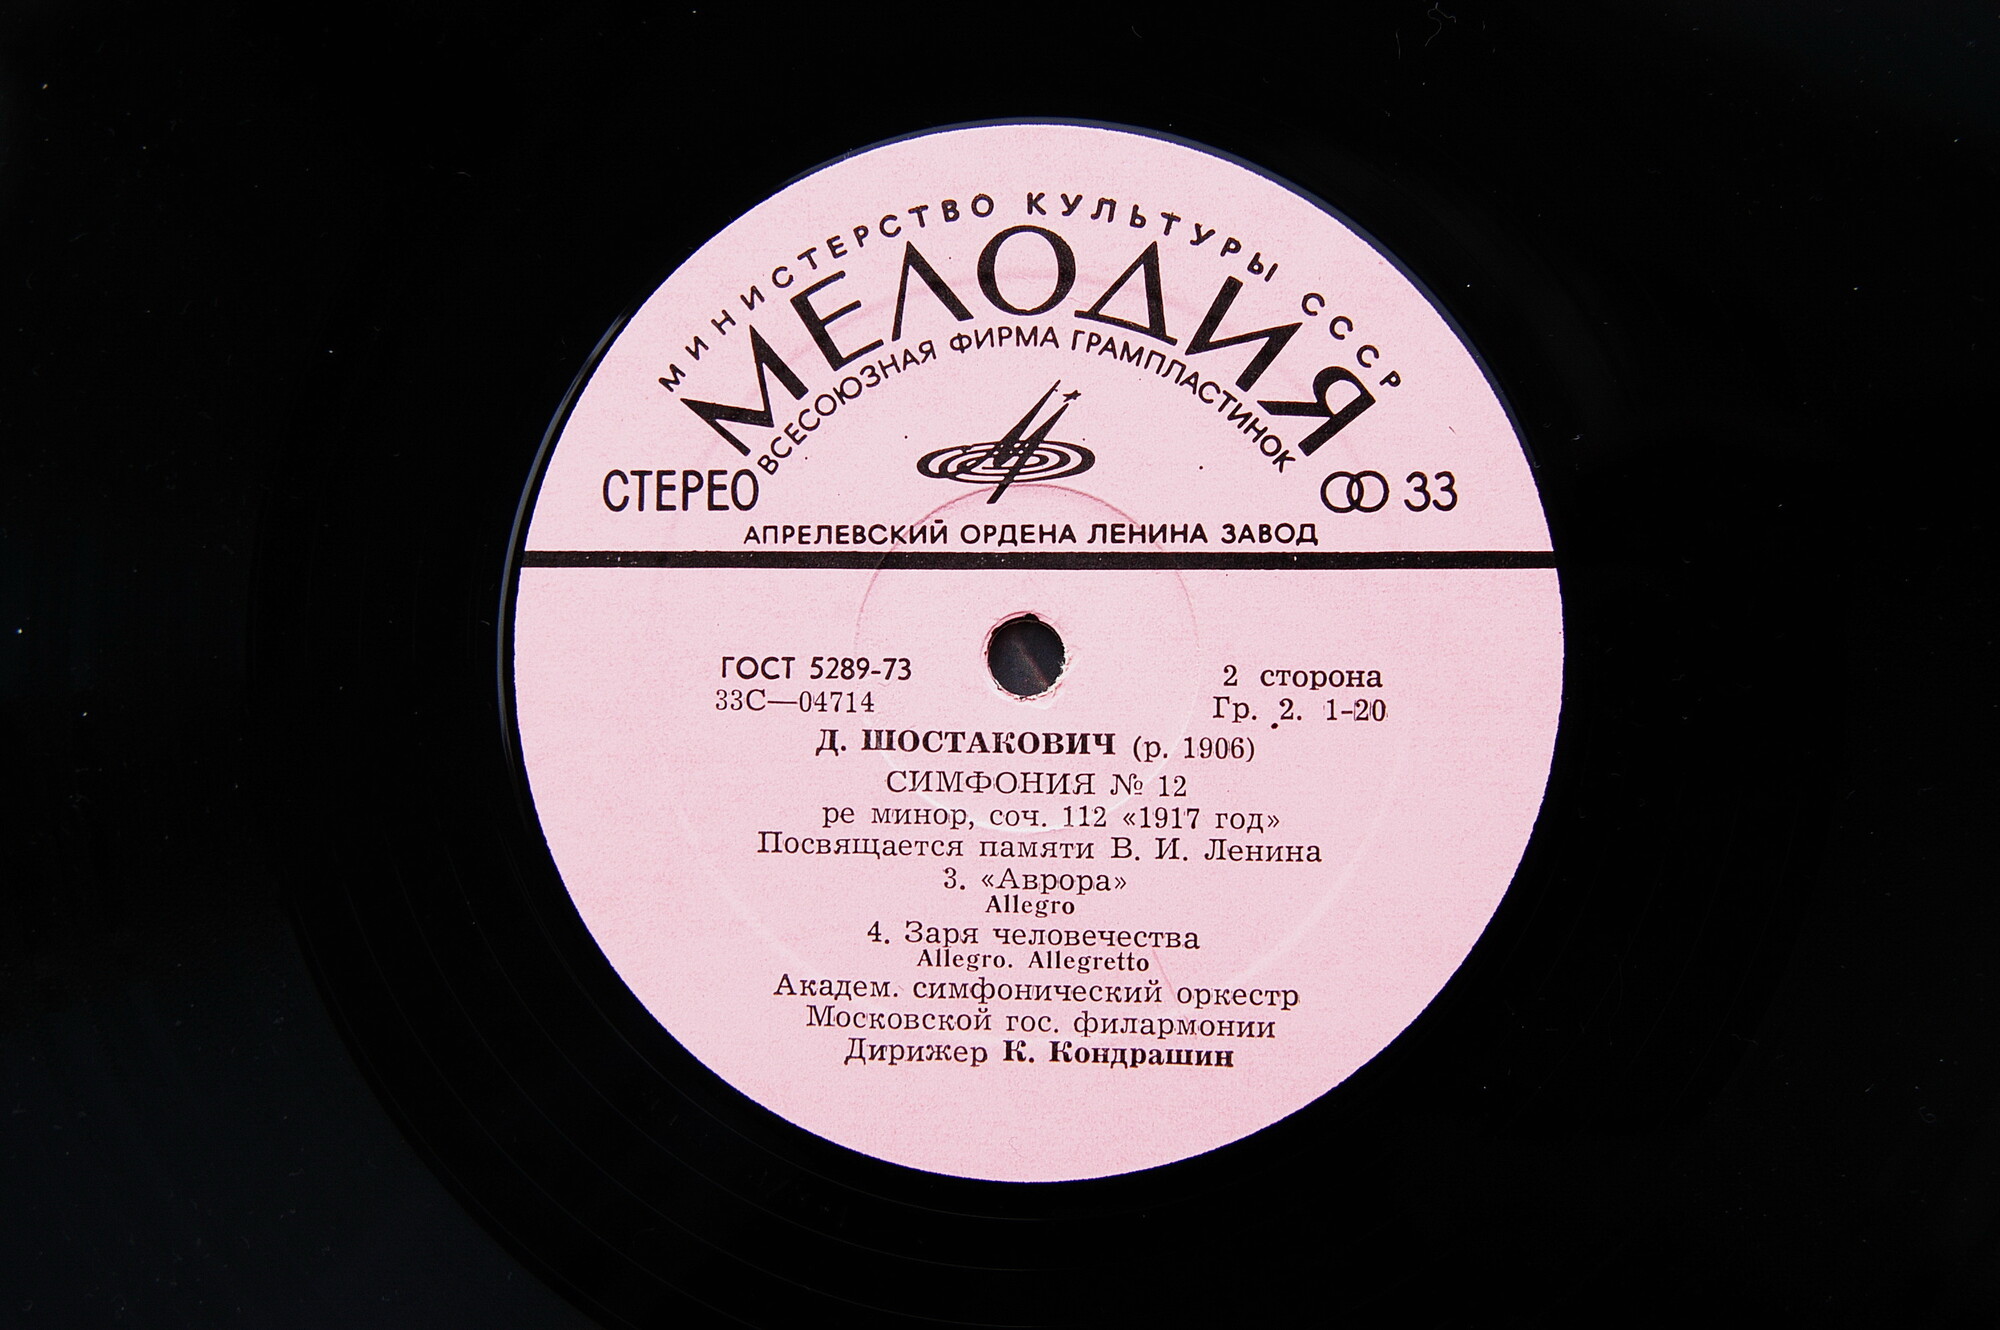 МИНИСТЕРСТВО КУЛЬТУРЫ СССР
МЕЛОДИЯ
ВСЕСОЮЗНАЯ ФИРМА ГРАМПЛАСТИНОК
СТЕРЕО 33
АПРЕЛЕВСКИЙ ОРДЕНА ЛЕНИНА ЗАВОД
ГОСТ 5289-73 2 сторона
33С—04714 Гр. 2. 1-20
Д. ШОСТАКОВИЧ (р. 1906)
СИМФОНИЯ № 12
ре минор, соч. 112 «1917 год»
Посвящается памяти В. И. Ленина
3. «Аврора»
Allegro
4. Заря человечества
Allegro. Allegretto
Академ. симфонический оркестр
Московской гос. филармонии
Дирижер К. Кондрашин